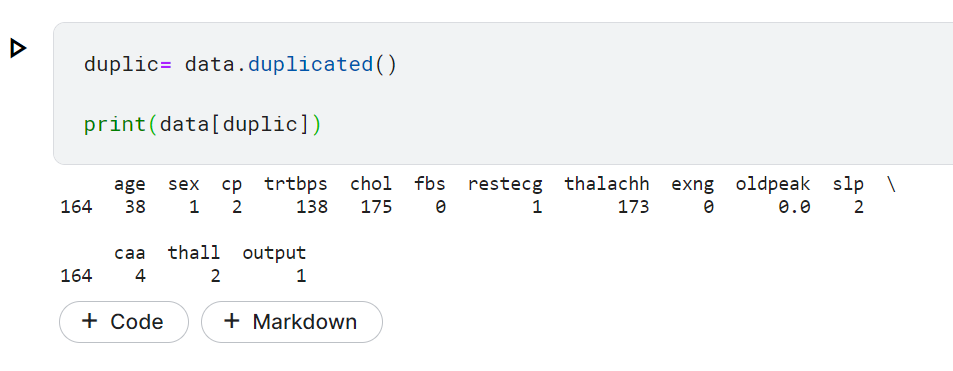 duplic= data.duplicated()
print(data[duplic])
age sex cp trtbps chol fbs restecg thalachh exng oldpeak slp \
164 38 1 2 138 175 0 1 173 0 0.0 2
caa thall output
164 4 2 1
+ Code + Markdown